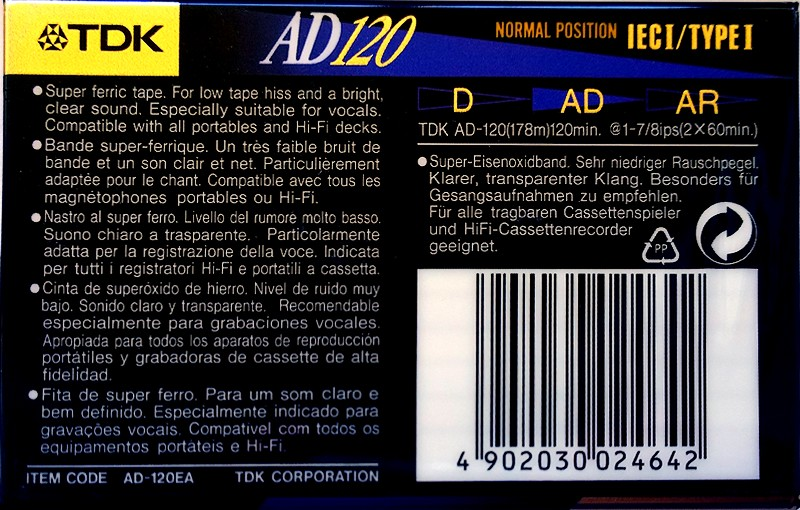 TDK
AD120
NORMAL POSITION IECI/TYPE I
● Super ferric tape. For low tape hiss and a bright,
clear sound. Especially suitable for vocals.
Compatible with all portables and Hi-Fi decks.
● Bande super-ferrique. Un très faible bruit de
bande et un son clair et net. Particulièrement
adaptée pour le chant. Compatible avec tous les
magnétophones portables ou Hi-Fi.
● Nastro al super ferro. Livello del rumore molto basso.
Suono chiaro a trasparente. Particolarmente
adatta per la registrazione della voce. Indicata
per tutti i registratori Hi-Fi e portatili a cassetta.
● Cinta de superóxido de hierro. Nivel de ruido muy
bajo. Sonido claro y transparente. Recomendable
especialmente para grabaciones vocales.
Apropiada para todos los aparatos de reproducción
portátiles y grabadoras de cassette de alta
fidelidad.
● Fita de super ferro. Para um som claro e
bem definido. Especialmente indicado para
gravações vocais. Compativel com todos os
equipamentos portáteis e Hi-Fi.
ITEM CODE AD-120EA TDK CORPORATION
D AD AR
TDK AD-120(178m)120min. @1-7/8ips(2×60min.)
● Super-Eisenoxidband. Sehr niedriger Rauschpegel.
Klarer, transparenter Klang. Besonders für
Gesangsaufnahmen zu empfehlen.
Für alle tragbaren Cassettenspieler
und HiFi-Cassettenrecorder
geeignet.
PP
4 902030 024642